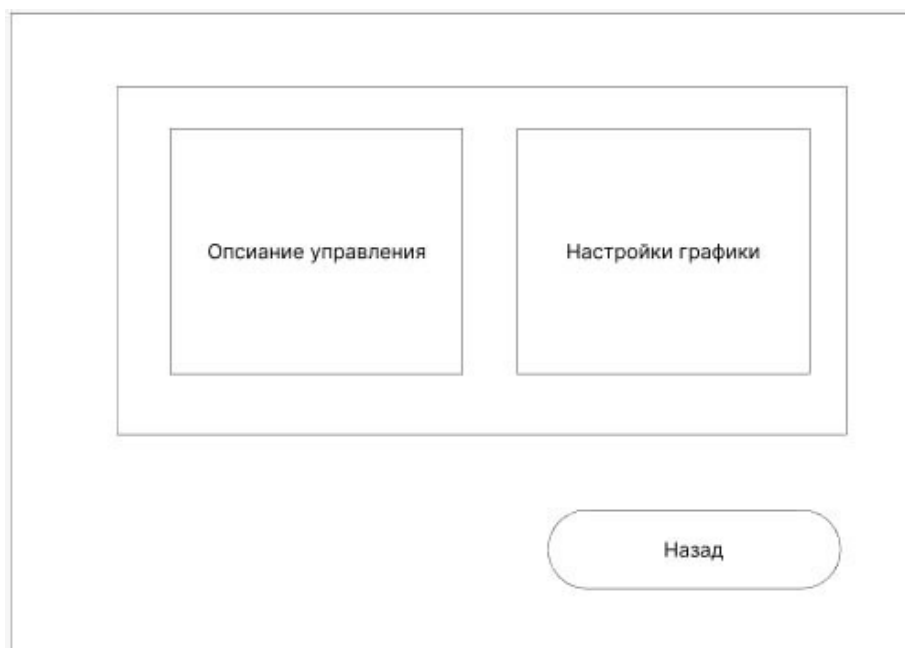 Опсиание управления
Настройки графики
Назад